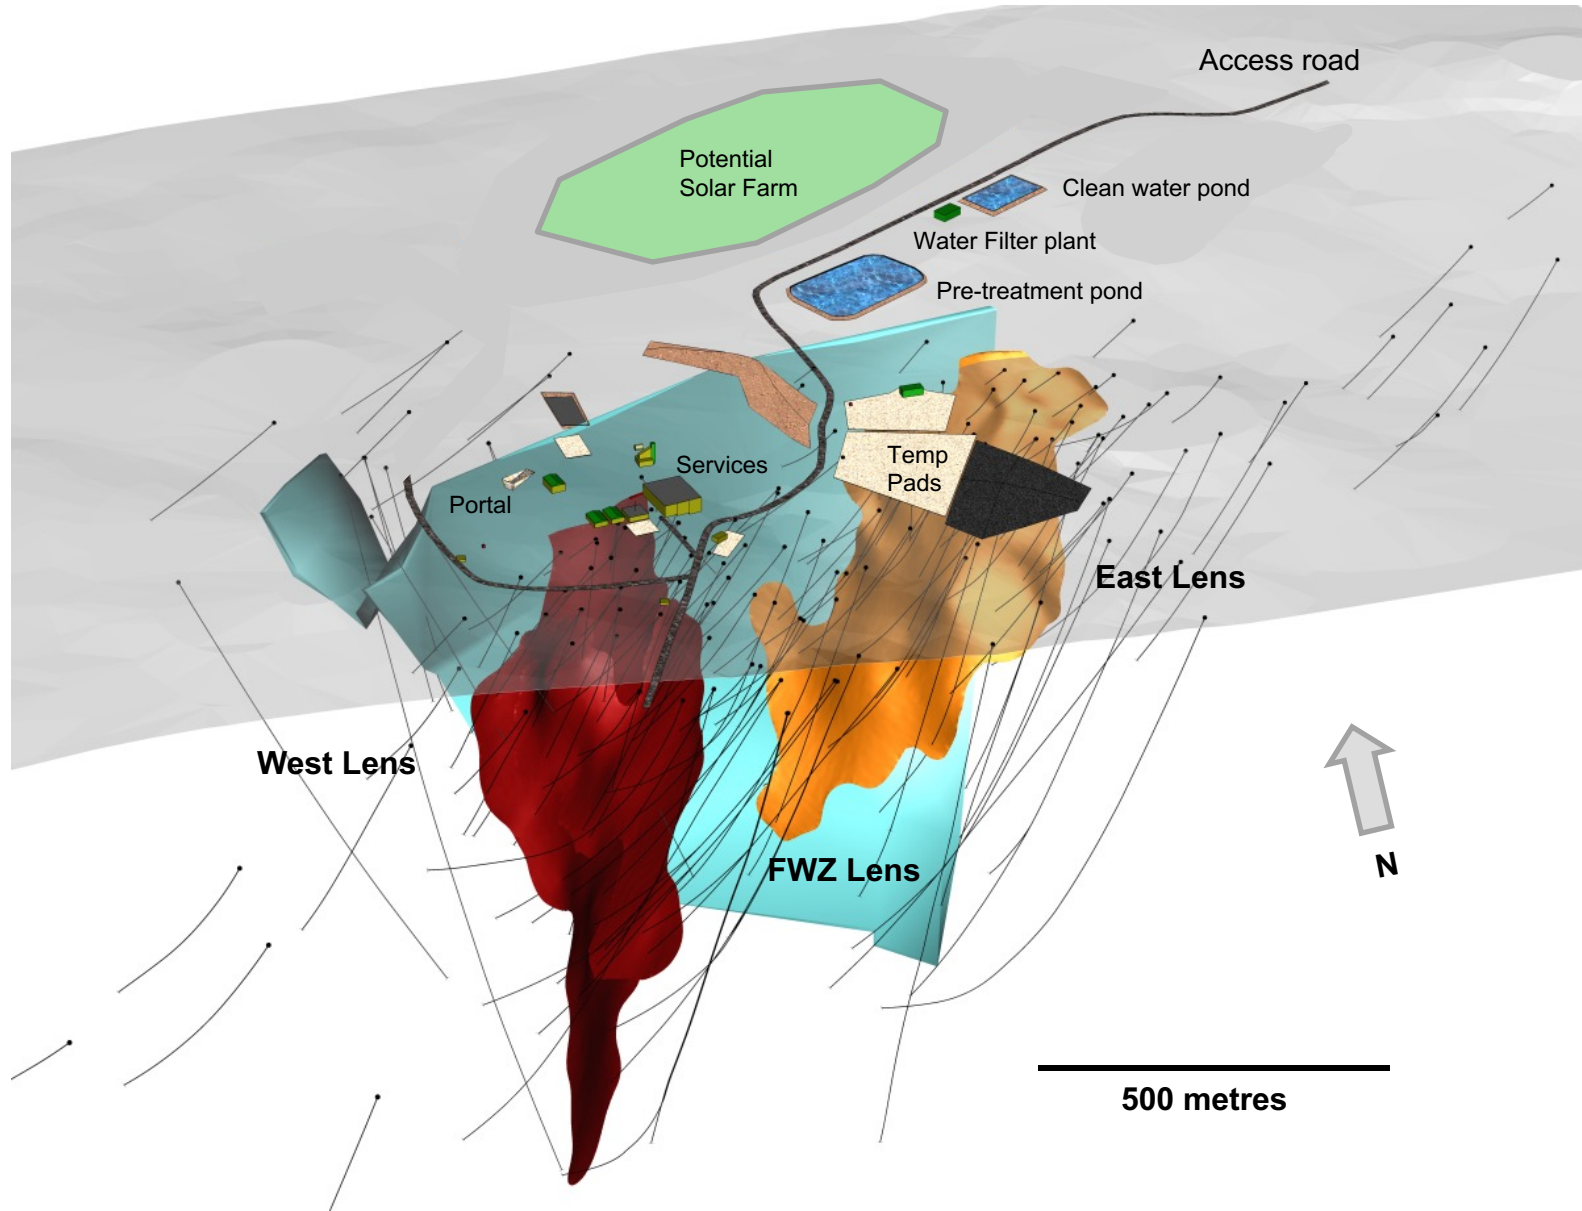 Access road
Potential
Solar Farm
Clean water pond
Water Filter plant
Pre-treatment pond
Temp
Pads
Services
Portal
East Lens
West Lens
FWZ Lens
N
500 metres